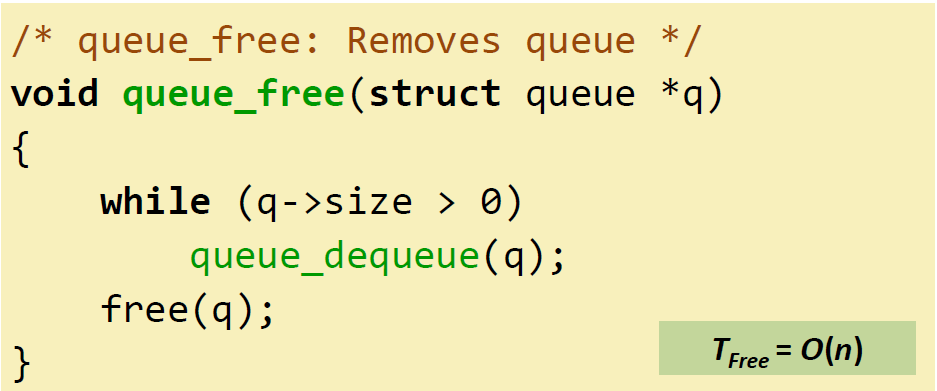 /* queue_free: Removes queue */
void queue_free(struct queue *q)
{
    while (q->size > 0)
        queue_dequeue(q);
    free(q);
}
T_Free = O(n)